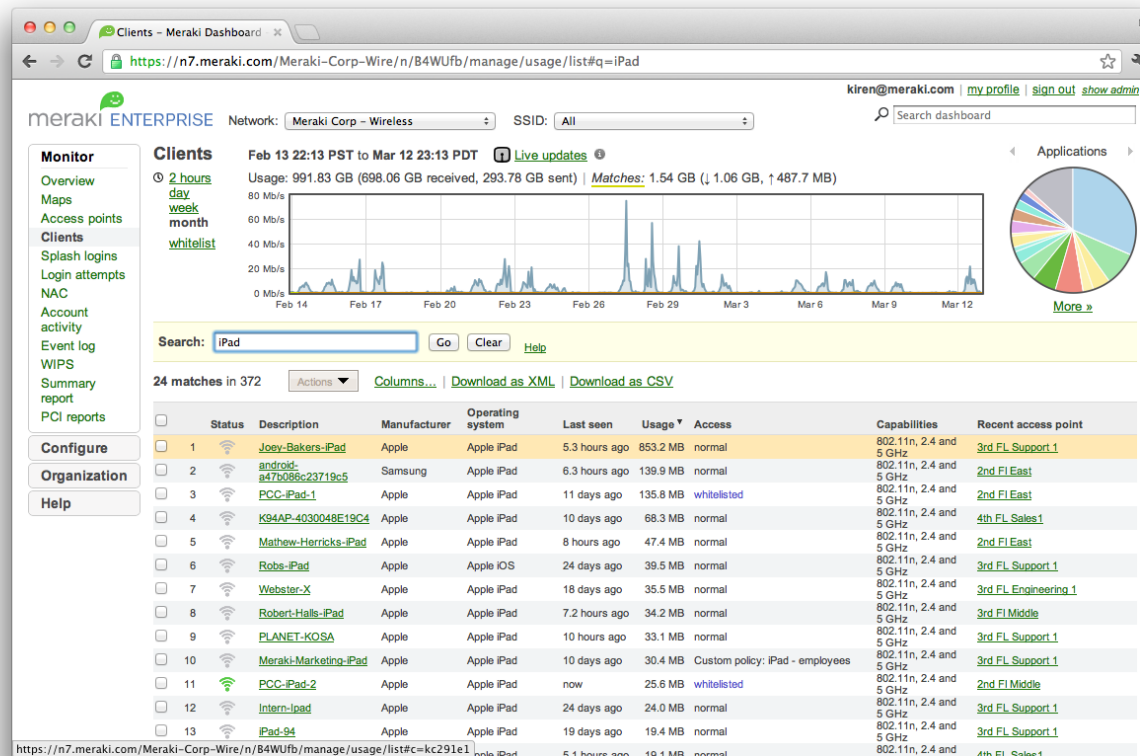 Clients - Meraki Dashboard
https://n7.meraki.com/Meraki-Corp-Wire/n/B4WUfb/manage/usage/list#q=iPad
kiren@meraki.com | my profile | sign out show admin
meraki ENTERPRISE
Network: Meraki Corp - Wireless SSID: All
Search dashboard
Monitor
Overview
Maps
Access points
Clients
Splash logins
Login attempts
NAC
Account
activity
Event log
WIPS
Summary
report
PCI reports
Configure
Organization
Help
Clients Feb 13 22:13 PST to Mar 12 23:13 PDT Live updates
2 hours
day
week
month
whitelist
Usage: 991.83 GB (698.06 GB received, 293.78 GB sent) | Matches: 1.54 GB (↓ 1.06 GB, ↑ 487.7 MB)
80 Mb/s
60 Mb/s
40 Mb/s
20 Mb/s
0 Mb/s
Feb 14 Feb 17 Feb 20 Feb 23 Feb 26 Feb 29 Mar 3 Mar 6 Mar 9 Mar 12
Applications
More »
Search: iPad Go Clear Help
24 matches in 372 Actions Columns... | Download as XML | Download as CSV
Status Description Manufacturer Operating system Last seen Usage Access Capabilities Recent access point
1 Joey-Bakers-iPad Apple Apple iPad 5.3 hours ago 853.2 MB normal 802.11n, 2.4 and 5 GHz 3rd FL Support 1
2 android-a47b086c23719c5 Samsung Apple iPad 6.3 hours ago 139.9 MB normal 802.11n, 2.4 and 5 GHz 2nd Fl East
3 PCC-iPad-1 Apple Apple iPad 11 days ago 135.8 MB whitelisted 802.11n, 2.4 and 5 GHz 2nd Fl East
4 K94AP-4030048E19C4 Apple Apple iPad 10 days ago 68.3 MB normal 802.11n, 2.4 and 5 GHz 4th FL Sales1
5 Mathew-Herricks-iPad Apple Apple iPad 8 hours ago 47.4 MB normal 802.11n, 2.4 and 5 GHz 2nd Fl East
6 Robs-iPad Apple Apple iOS 24 days ago 39.5 MB normal 802.11n, 2.4 and 5 GHz 3rd FL Support 1
7 Webster-X Apple Apple iPad 18 days ago 35.5 MB normal 802.11n, 2.4 and 5 GHz 3rd FL Engineering 1
8 Robert-Halls-iPad Apple Apple iPad 7.2 hours ago 34.2 MB normal 802.11n, 2.4 and 5 GHz 3rd Fl Middle
9 PLANET-KOSA Apple Apple iPad 10 hours ago 33.1 MB normal 802.11n, 2.4 and 5 GHz 3rd FL Support 1
10 Meraki-Marketing-iPad Apple Apple iPad 10 days ago 30.4 MB Custom policy: iPad - employees 802.11n, 2.4 and 5 GHz 3rd FL Support 1
11 PCC-iPad-2 Apple Apple iPad now 25.6 MB whitelisted 802.11n, 2.4 and 5 GHz 2nd Fl Middle
12 Intern-Ipad Apple Apple iPad 24 days ago 24.0 MB normal 802.11n, 2.4 and 5 GHz 3rd FL Support 1
13 iPad-94 Apple Apple iPad 19 days ago 19.4 MB normal 802.11n, 2.4 and 5 GHz 3rd FL Support 1
https://n7.meraki.com/Meraki-Corp-Wire/n/B4WUfb/manage/usage/list#c=kc291e1 5.1 hours ago 19.1 MB normal 802.11n, 2.4 and 4th FL Sales1